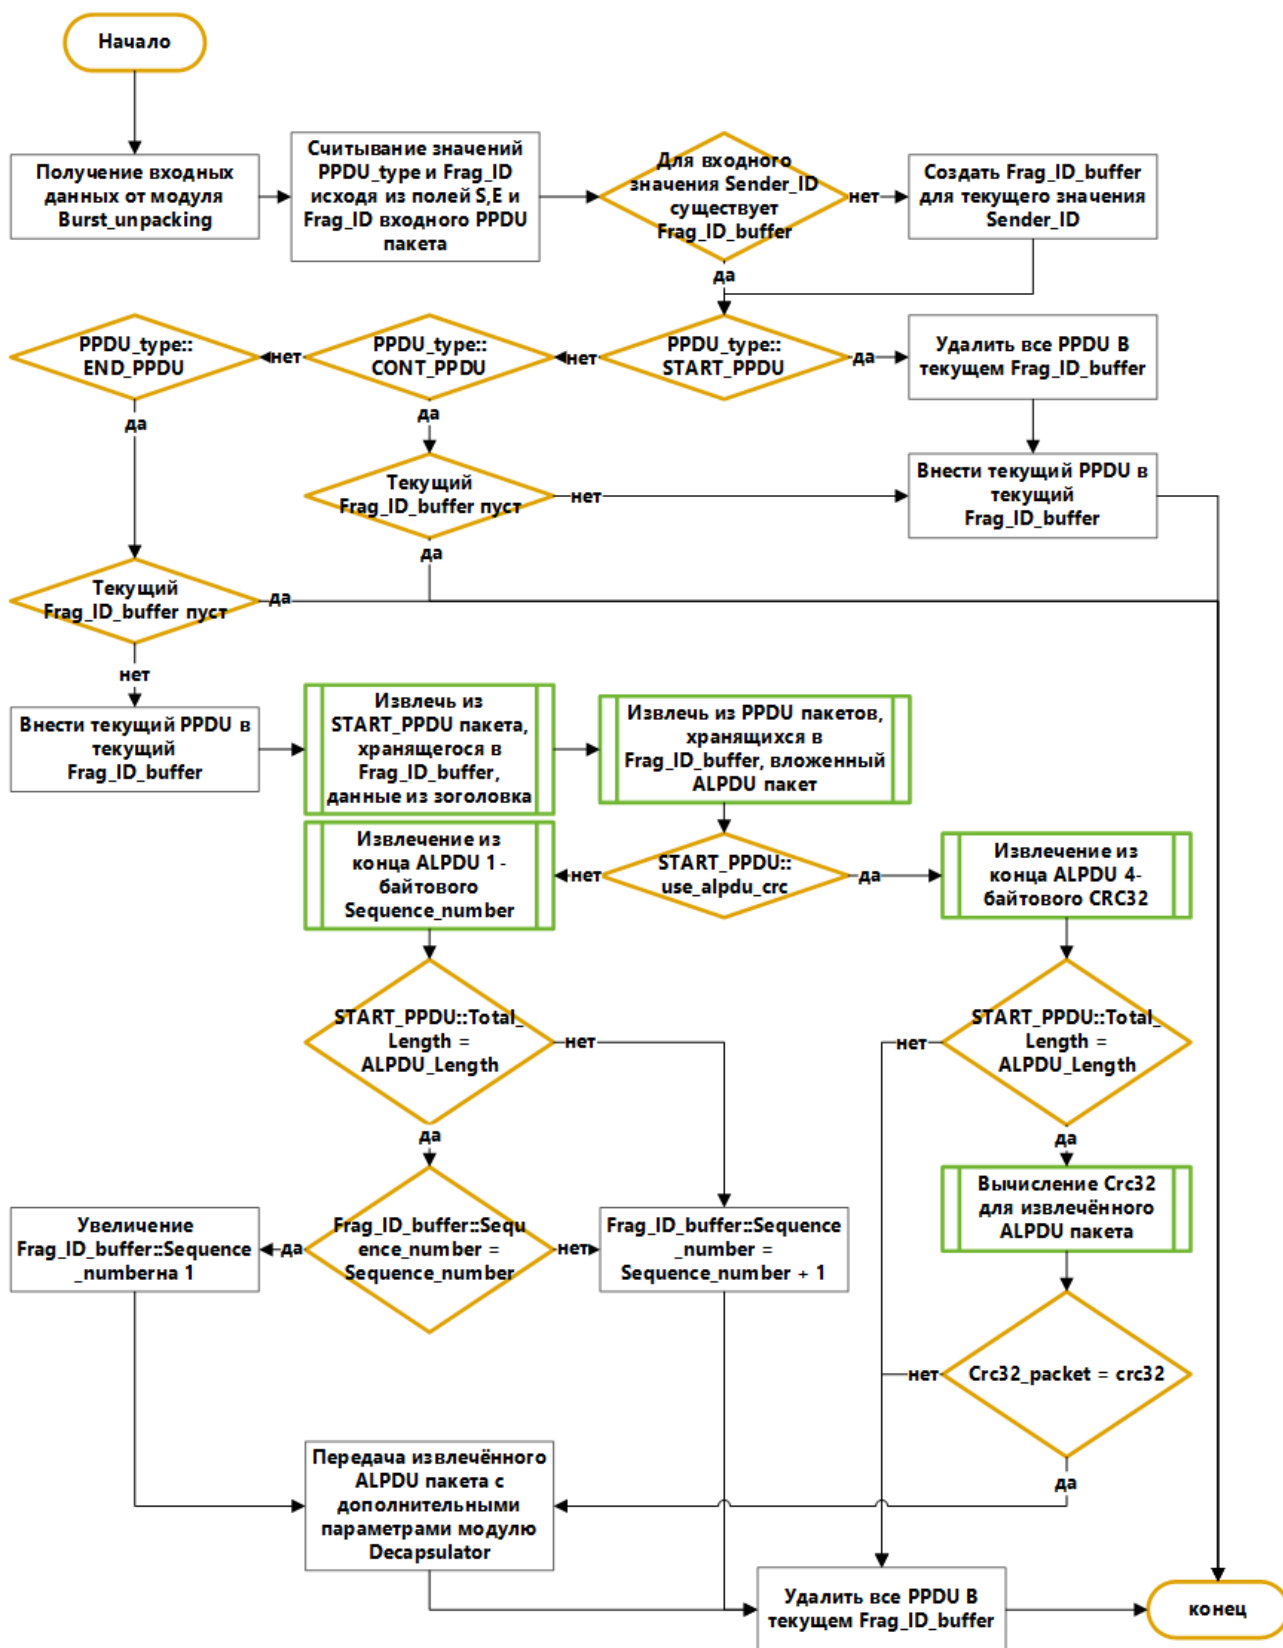 Начало
Получение входных
данных от модуля
Burst_unpacking
Считывание значений
PPDU_type и Frag_ID
исходя из полей S,E и
Frag_ID входного PPDU
пакета
Для входного
значения Sender_ID
существует
Frag_ID_buffer
нет
Создать Frag_ID_buffer
для текущего значения
Sender_ID
да
PPDU_type::
END_PPDU
нет
PPDU_type::
CONT_PPDU
нет
PPDU_type::
START_PPDU
да
Удалить все PPDU В
текущем Frag_ID_buffer
да
да
Текущий
Frag_ID_buffer пуст
нет
Внести текущий PPDU в
текущий
Frag_ID_buffer
да
Текущий
Frag_ID_buffer пуст
да
нет
Внести текущий PPDU в
текущий
Frag_ID_buffer
Извлечь из
START_PPDU пакета,
хранящегося в
Frag_ID_buffer,
данные из зоголовка
Извлечь из PPDU пакетов,
хранящихся в
Frag_ID_buffer, вложенный
ALPDU пакет
Извлечение из
конца ALPDU 1-
байтового
Sequence_number
нет
START_PPDU::
use_alpdu_crc
да
Извлечение из
конца ALPDU 4-
байтового CRC32
START_PPDU::Total_
Length =
ALPDU_Length
нет
нет
START_PPDU::Total_
Length =
ALPDU_Length
да
да
Увеличение
Frag_ID_buffer::Sequence
_numberна 1
да
Frag_ID_buffer::Sequ
ence_number =
Sequence_number
нет
Frag_ID_buffer::Sequence
_number =
Sequence_number + 1
Вычисление Crc32
для извлечённого
ALPDU пакета
нет
Crc32_packet = crc32
да
Передача извлечённого
ALPDU пакета с
дополнительными
параметрами модулю
Decapsulator
Удалить все PPDU В
текущем Frag_ID_buffer
конец